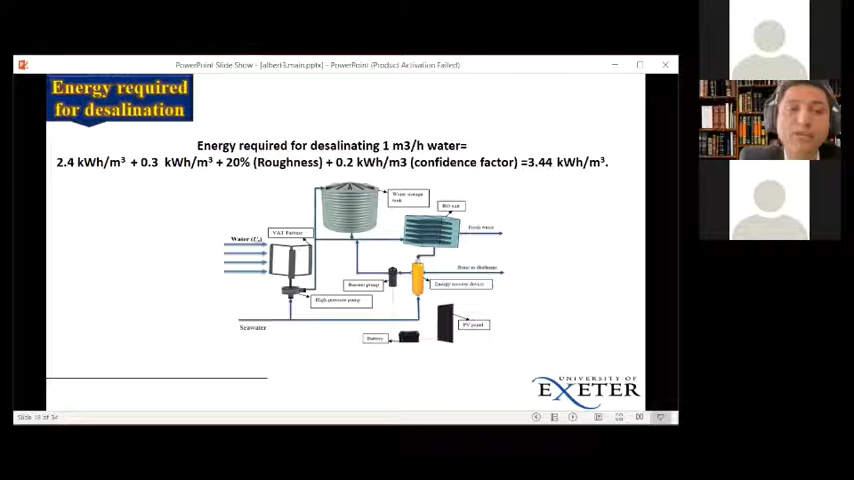 PowerPoint Slide Show - [albert3.main.pptx] - PowerPoint (Product Activation Failed)
Energy required
for desalination
Energy required for desalinating 1 m3/h water=
2.4 kWh/m³ + 0.3 kWh/m³ + 20% (Roughness) + 0.2 kWh/m3 (confidence factor) =3.44 kWh/m³.
Water storage
tank
RO unit
Fresh water
VAT Turbine
Water (U₀)
Brine to discharge
Booster pump
Energy recovery device
High pressure pump
Seawater
PV panel
Battery
UNIVERSITY OF
EXETER
Slide 18 of 34